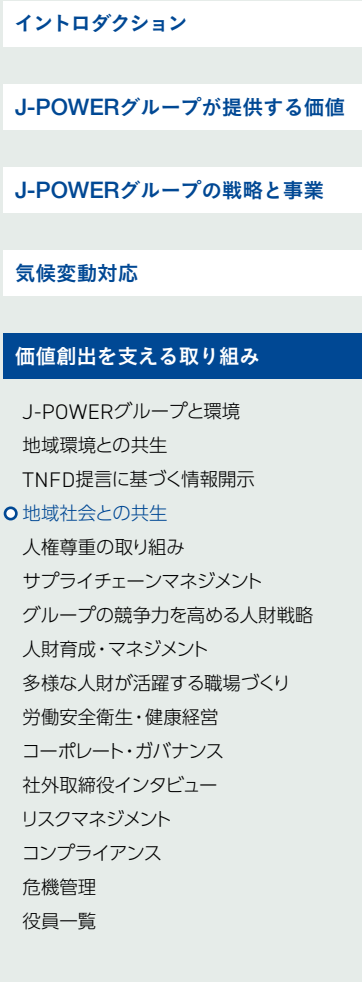 イントロダクション
J-POWERグループが提供する価値
J-POWERグループの戦略と事業
気候変動対応
価値創出を支える取り組み
J-POWERグループと環境
地域環境との共生
TNFD提言に基づく情報開示
地域社会との共生
人権尊重の取り組み
サプライチェーンマネジメント
グループの競争力を高める人財戦略
人財育成・マネジメント
多様な人財が活躍する職場づくり
労働安全衛生・健康経営
コーポレート・ガバナンス
社外取締役インタビュー
リスクマネジメント
コンプライアンス
危機管理
役員一覧